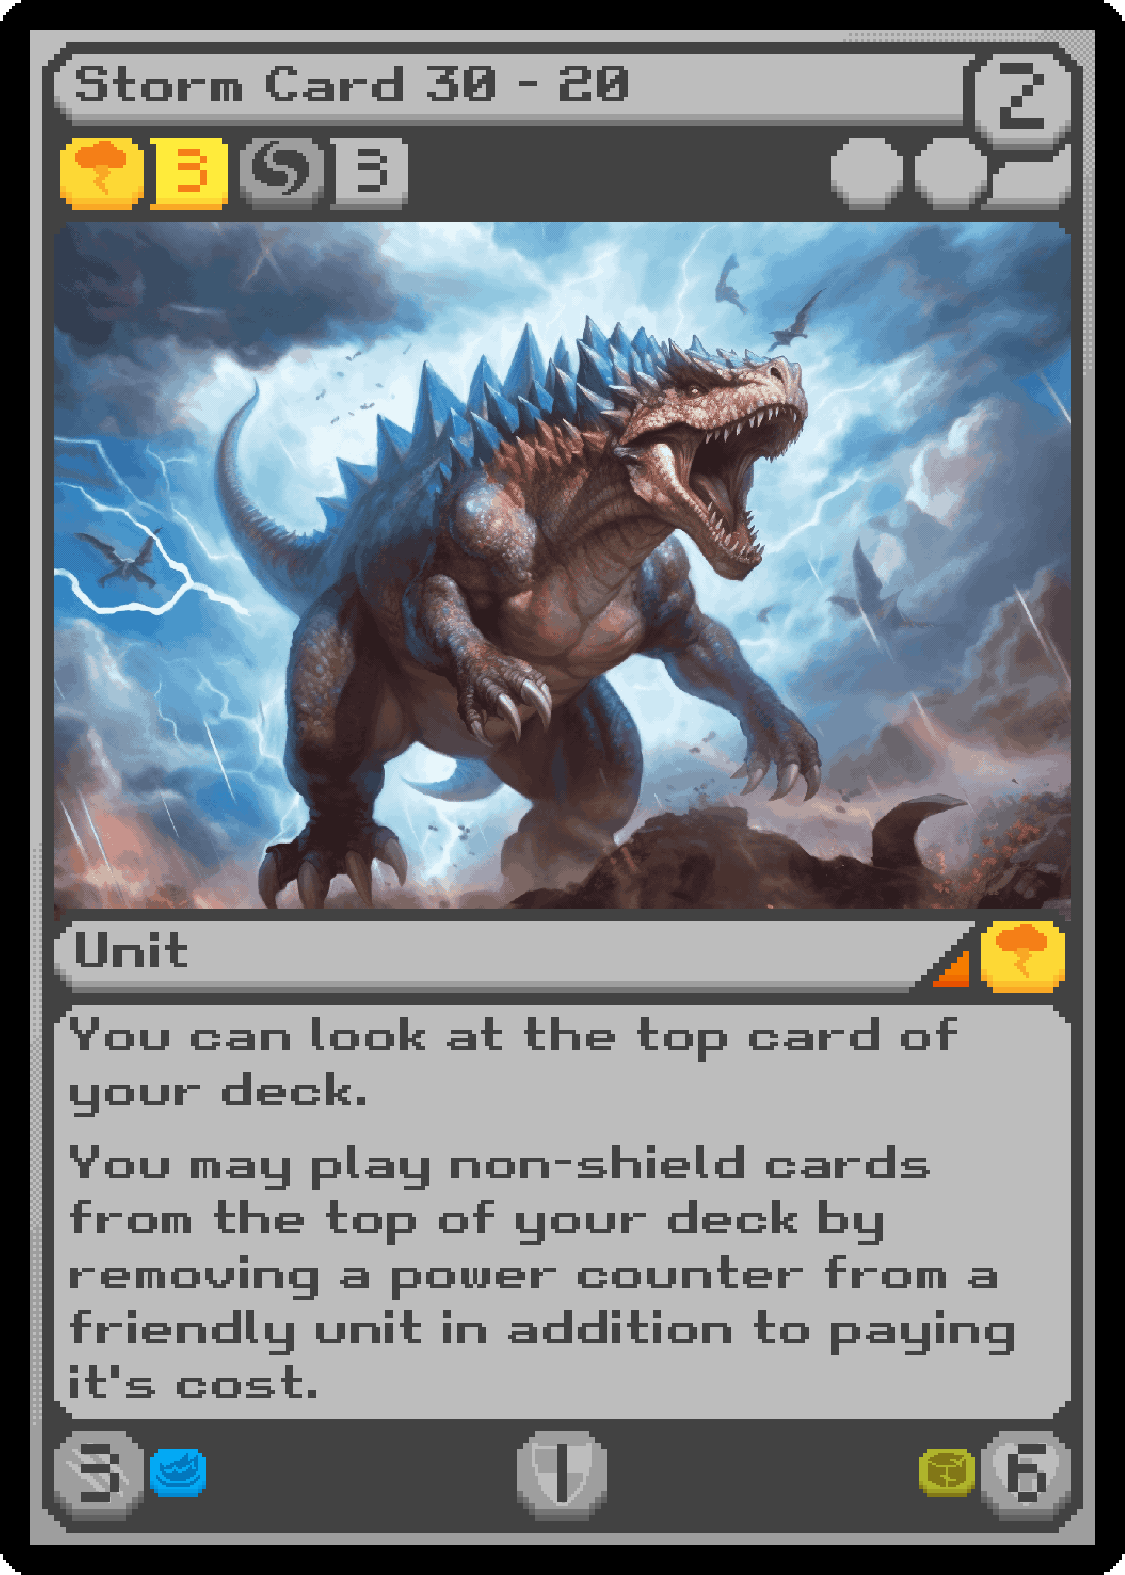 Storm Card 30 - 20
2
3 3
Unit
You can look at the top card of
your deck.
You may play non-shield cards
from the top of your deck by
removing a power counter from a
friendly unit in addition to paying
it's cost.
3 1 6